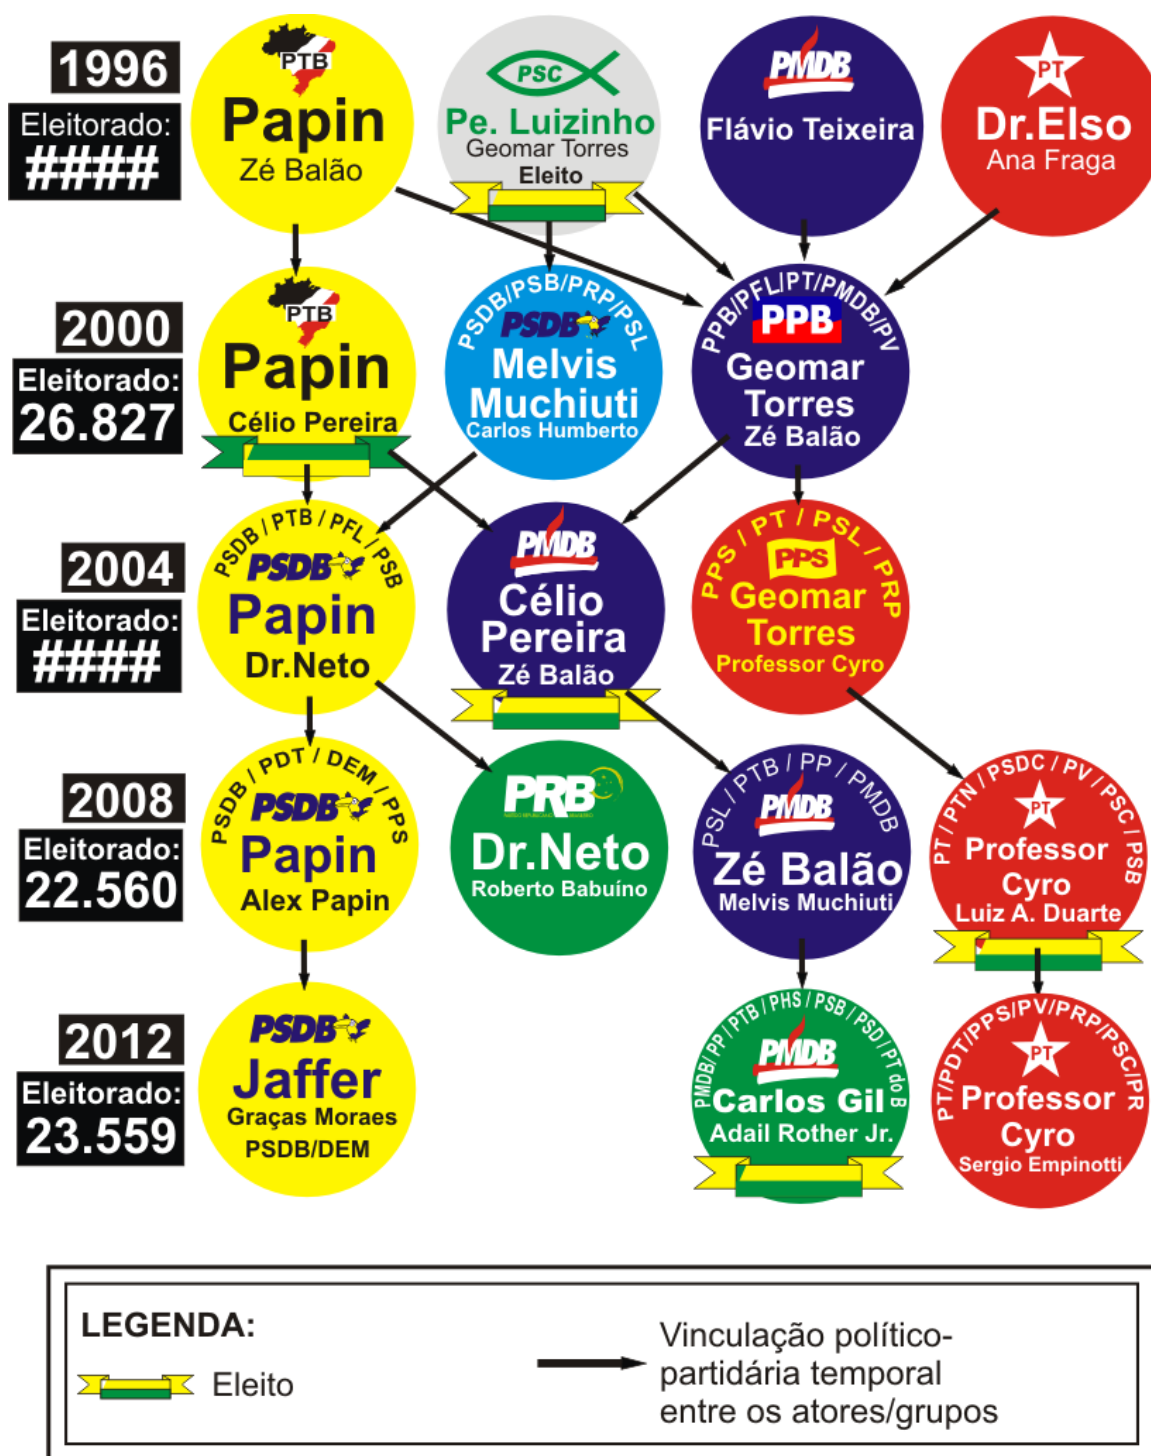 1996
Eleitorado:
####
PTB
Papin
Zé Balão
PSC
Pe. Luizinho
Geomar Torres
Eleito
PMDB
Flávio Teixeira
PT
Dr.Elso
Ana Fraga
2000
Eleitorado:
26.827
PTB
Papin
Célio Pereira
PSDB/PSB/PRP/PSL
PSDB
Melvis
Muchiuti
Carlos Humberto
PPB/PFL/PT/PMDB/PV
PPB
Geomar
Torres
Zé Balão
2004
Eleitorado:
####
PSDB / PTB / PFL / PSB
PSDB
Papin
Dr.Neto
PMDB
Célio
Pereira
Zé Balão
PPS / PT / PSL / PRP
PPS
Geomar
Torres
Professor Cyro
2008
Eleitorado:
22.560
PSDB / PDT / DEM / PPS
PSDB
Papin
Alex Papin
PRB
PARTIDO REPUBLICANO BRASILEIRO
Dr.Neto
Roberto Babuíno
PSL / PTB / PP / PMDB
PMDB
Zé Balão
Melvis Muchiuti
PT / PTN / PSDC / PV / PSC / PSB
PT
Professor
Cyro
Luiz A. Duarte
2012
Eleitorado:
23.559
PSDB
Jaffer
Graças Moraes
PSDB/DEM
PMDB/ PP / PTB / PHS / PSB / PSD / PT do B
PMDB
Carlos Gil
Adail Rother Jr.
PT/PDT/PPS/PV/PRP/PSC/PR
PT
Professor
Cyro
Sergio Empinotti
LEGENDA:
Eleito
Vinculação político-
partidária temporal
entre os atores/grupos